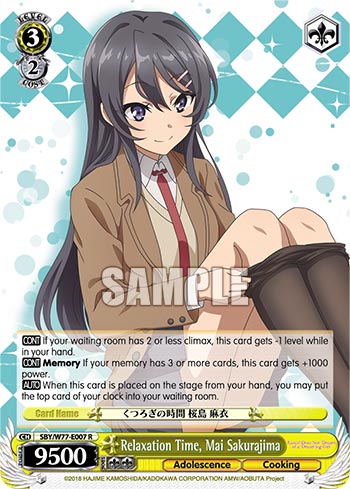 LEVEL
3
2
COST
SAMPLE
CONT If your waiting room has 2 or less climax, this card gets -1 level while
in your hand.
CONT Memory If your memory has 3 or more cards, this card gets +1000
power.
AUTO When this card is placed on the stage from your hand, you may put
the top card of your clock into your waiting room.
Card Name
くつろぎの時間 桜島 麻衣
CH
SBY/W77-E007 R
Relaxation Time, Mai Sakurajima
9500
Adolescence
Cooking
©2018 HAJIME KAMOSHIDA/KADOKAWA CORPORATION AMW/AOBUTA Project